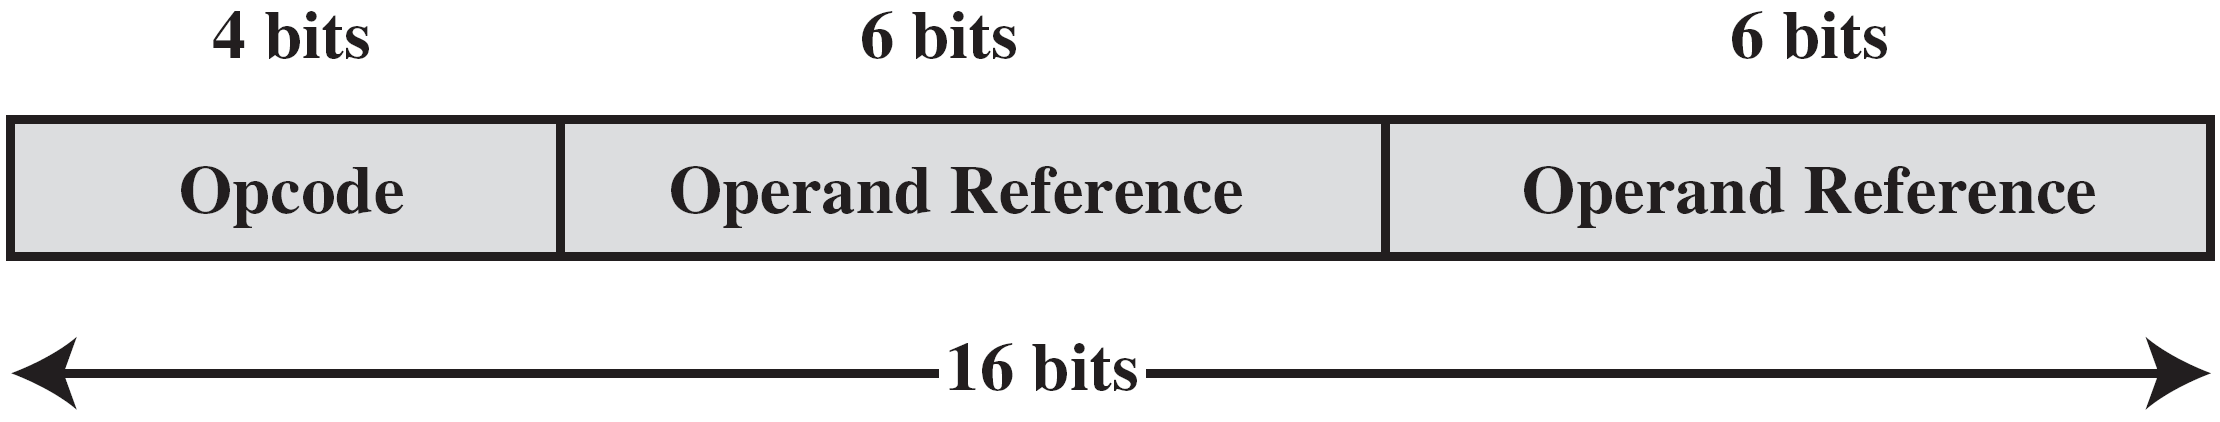 4 bits 6 bits 6 bits
Opcode Operand Reference Operand Reference
16 bits